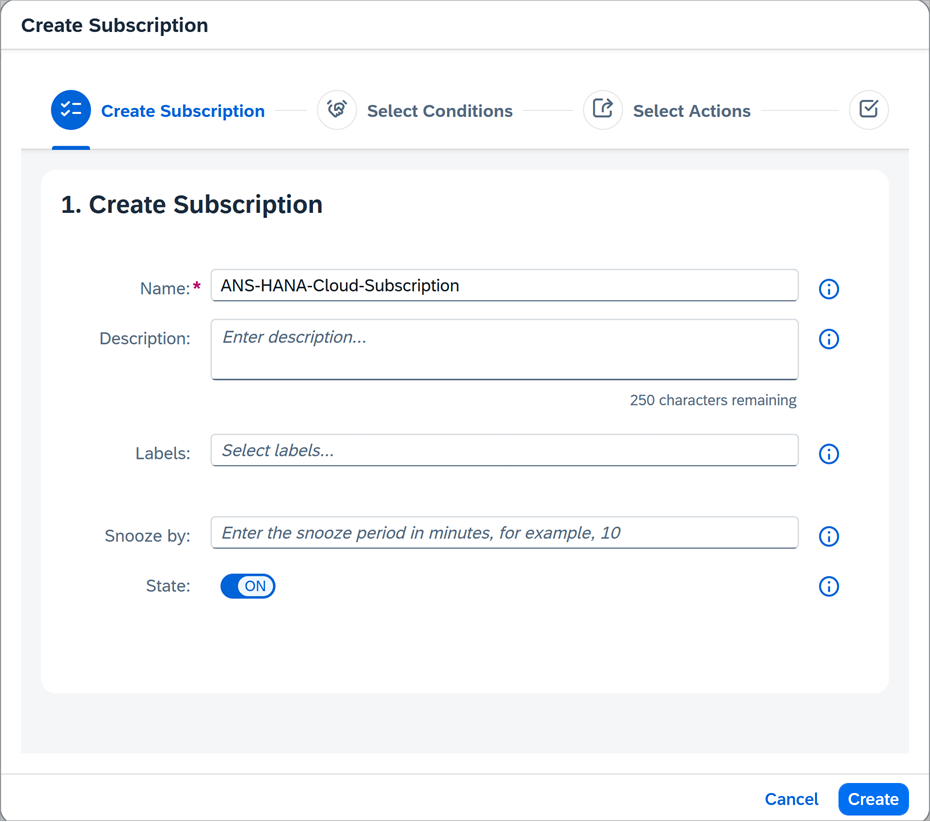 Create Subscription
Create Subscription Select Conditions Select Actions
1. Create Subscription
Name:* ANS-HANA-Cloud-Subscription
Description: Enter description...
250 characters remaining
Labels: Select labels...
Snooze by: Enter the snooze period in minutes, for example, 10
State: ON
Cancel Create